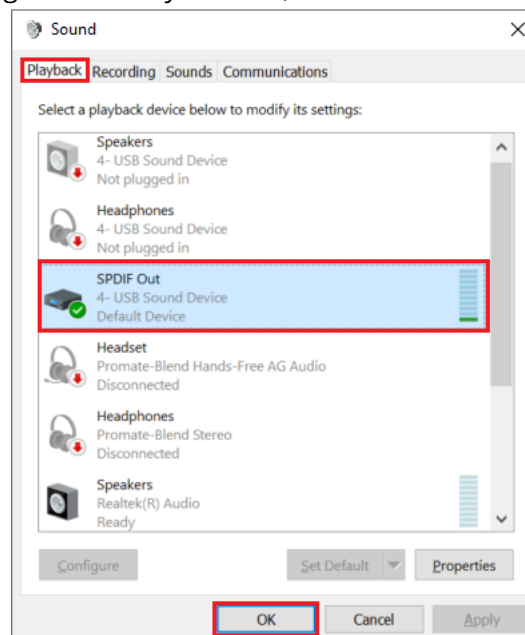 Sound
Playback Recording Sounds Communications
Select a playback device below to modify its settings:
Speakers
4- USB Sound Device
Not plugged in
Headphones
4- USB Sound Device
Not plugged in
SPDIF Out
4- USB Sound Device
Default Device
Headset
Promate-Blend Hands-Free AG Audio
Disconnected
Headphones
Promate-Blend Stereo
Disconnected
Speakers
Realtek(R) Audio
Ready
Configure Set Default Properties
OK Cancel Apply